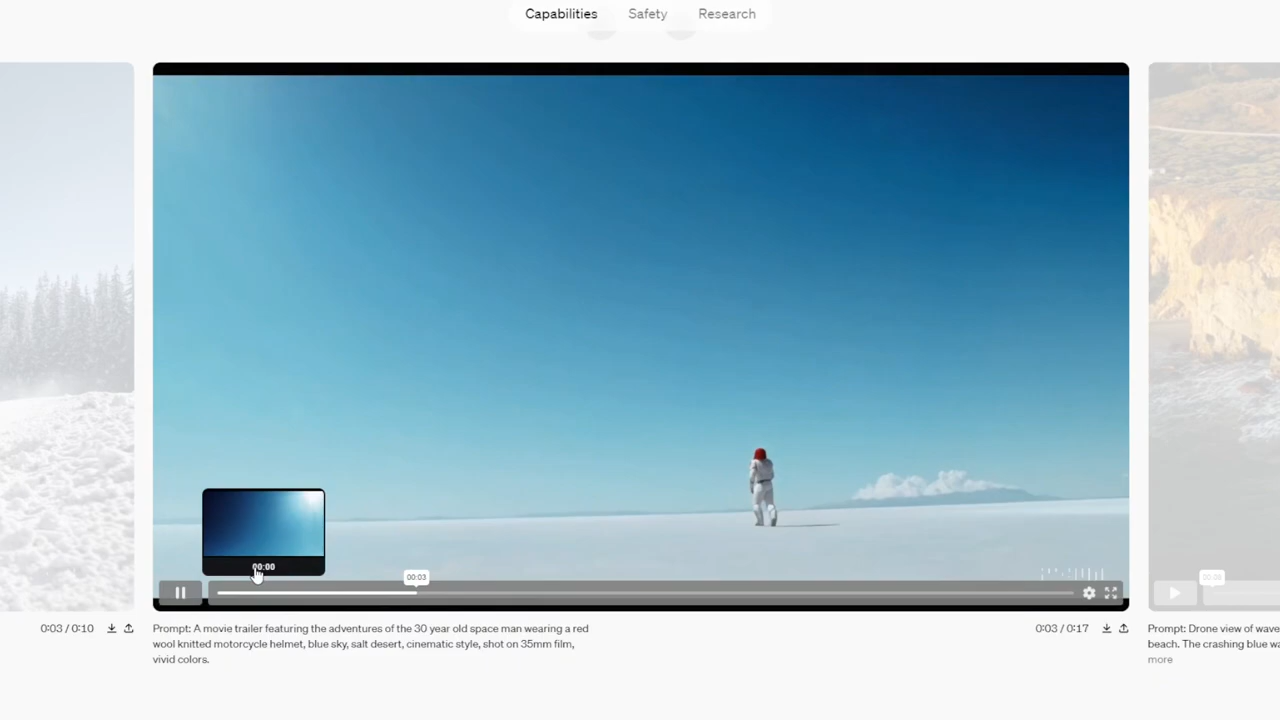 Capabilities Safety Research
00:00
00:03
00:08
0:03 / 0:10
Prompt: A movie trailer featuring the adventures of the 30 year old space man wearing a red
wool knitted motorcycle helmet, blue sky, salt desert, cinematic style, shot on 35mm film,
vivid colors.
0:03 / 0:17
Prompt: Drone view of wave
beach. The crashing blue wa
more